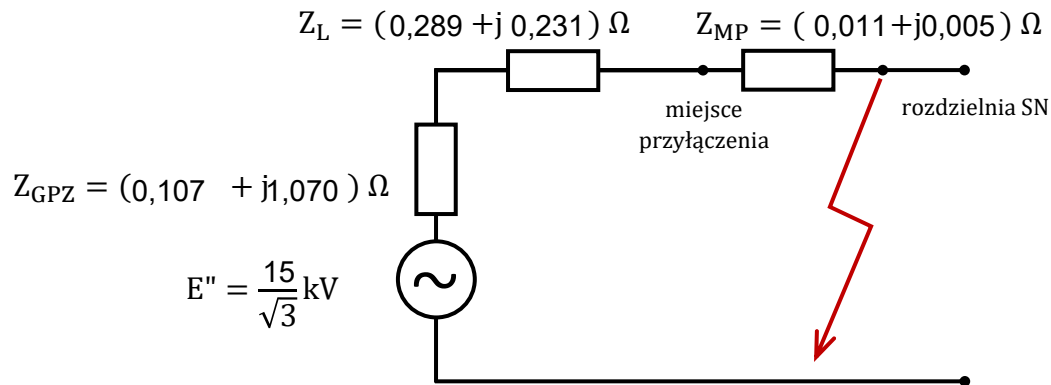 Z_L = (0,289 +j 0,231) Ω
Z_MP = ( 0,011+j0,005) Ω
miejsce
przyłączenia
rozdzielnia SN
Z_GPZ = (0,107 + j1,070 ) Ω
E" = 15/√3 kV